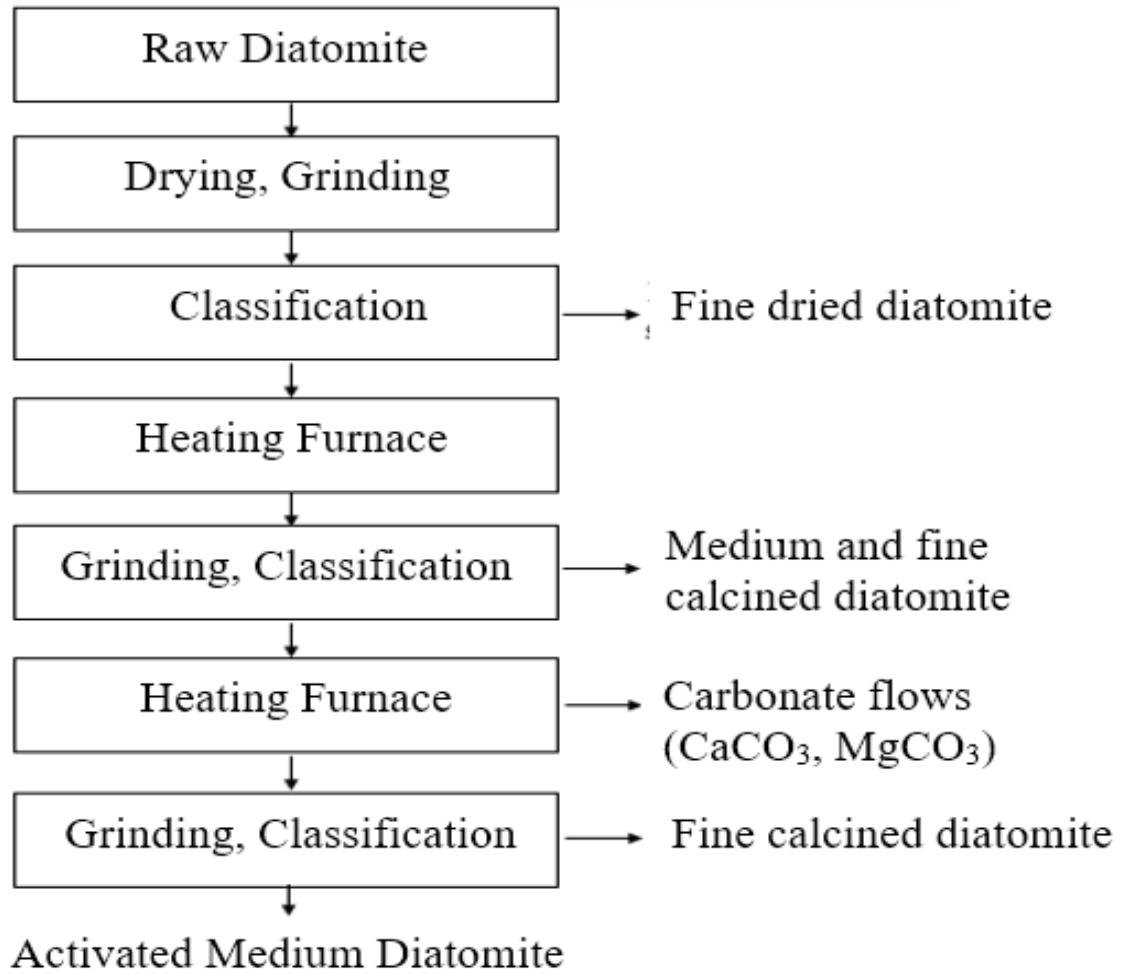 Raw Diatomite
Drying, Grinding
Classification
Fine dried diatomite
Heating Furnace
Grinding, Classification
Medium and fine
calcined diatomite
Heating Furnace
Carbonate flows
(CaCO₃, MgCO₃)
Grinding, Classification
Fine calcined diatomite
Activated Medium Diatomite